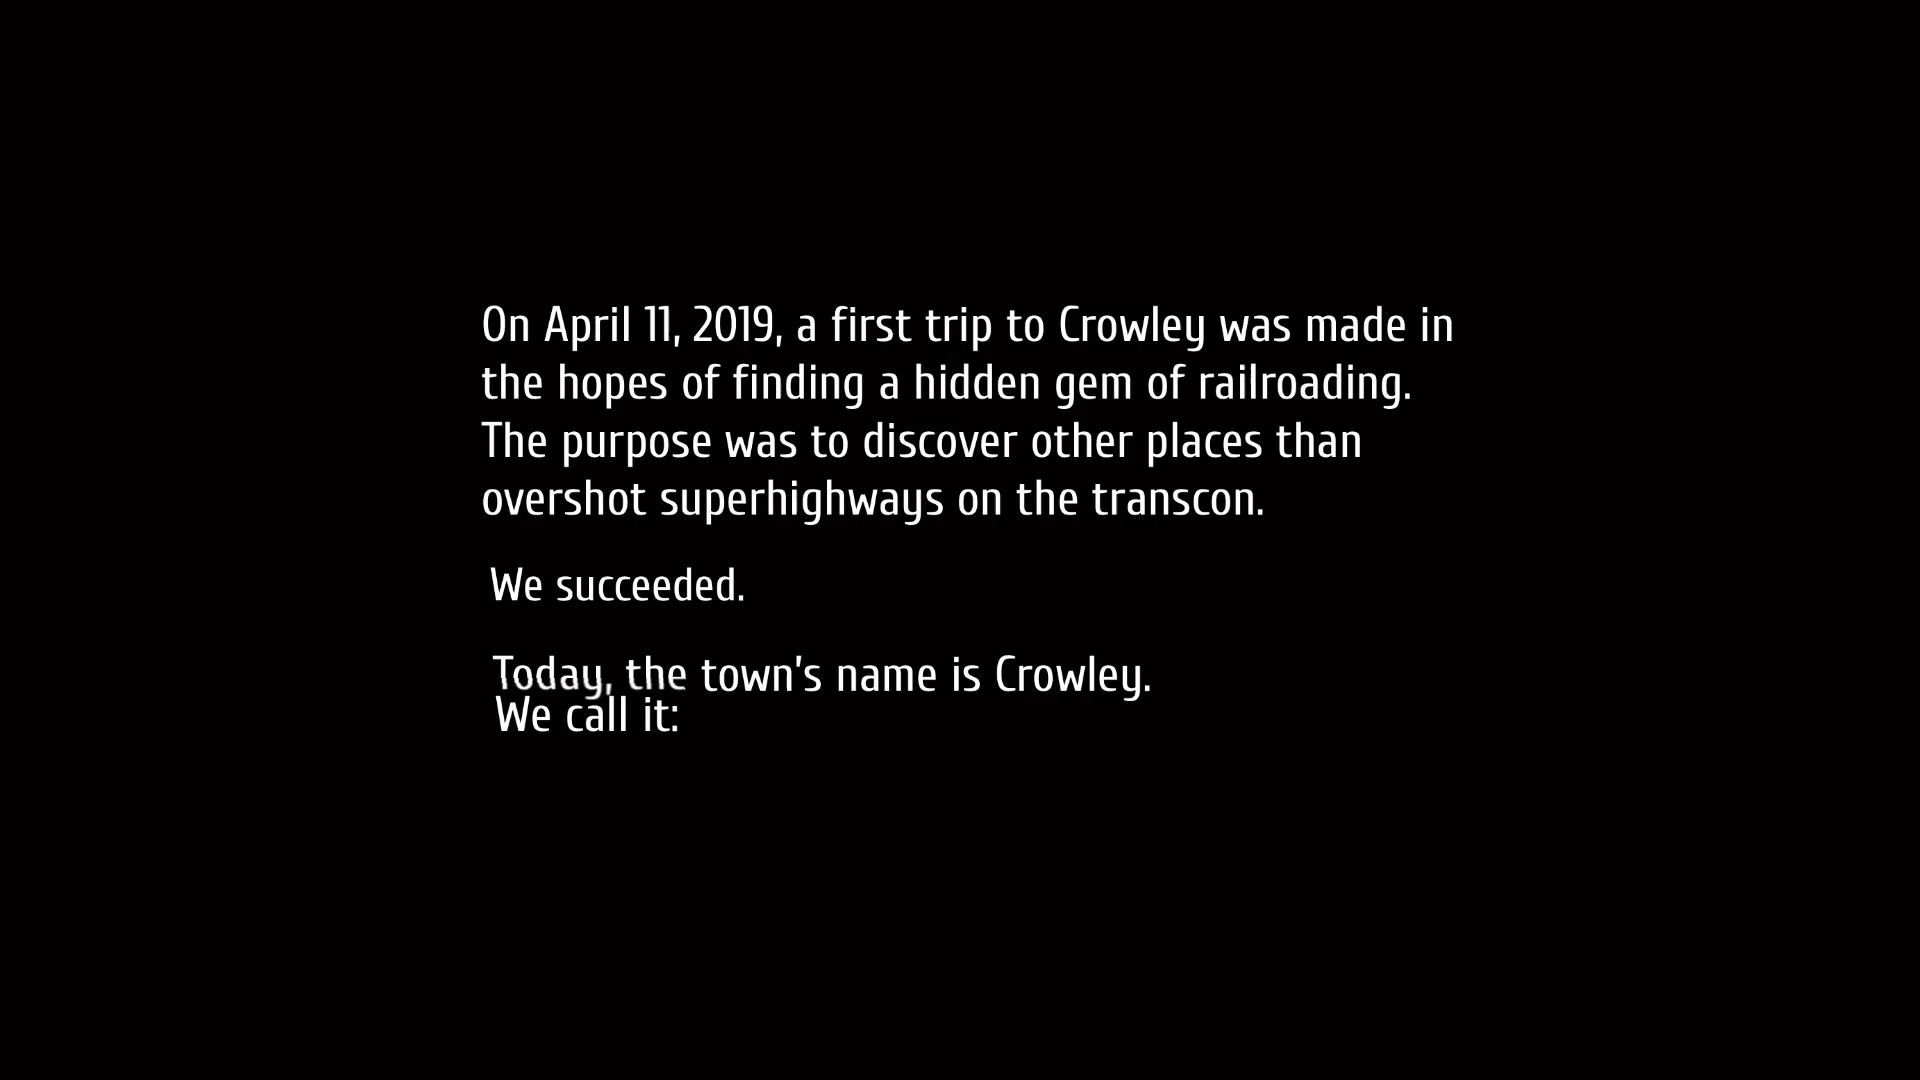 On April 11, 2019, a first trip to Crowley was made in
the hopes of finding a hidden gem of railroading.
The purpose was to discover other places than
overshot superhighways on the transcon.
We succeeded.
Today, the town's name is Crowley.
We call it: